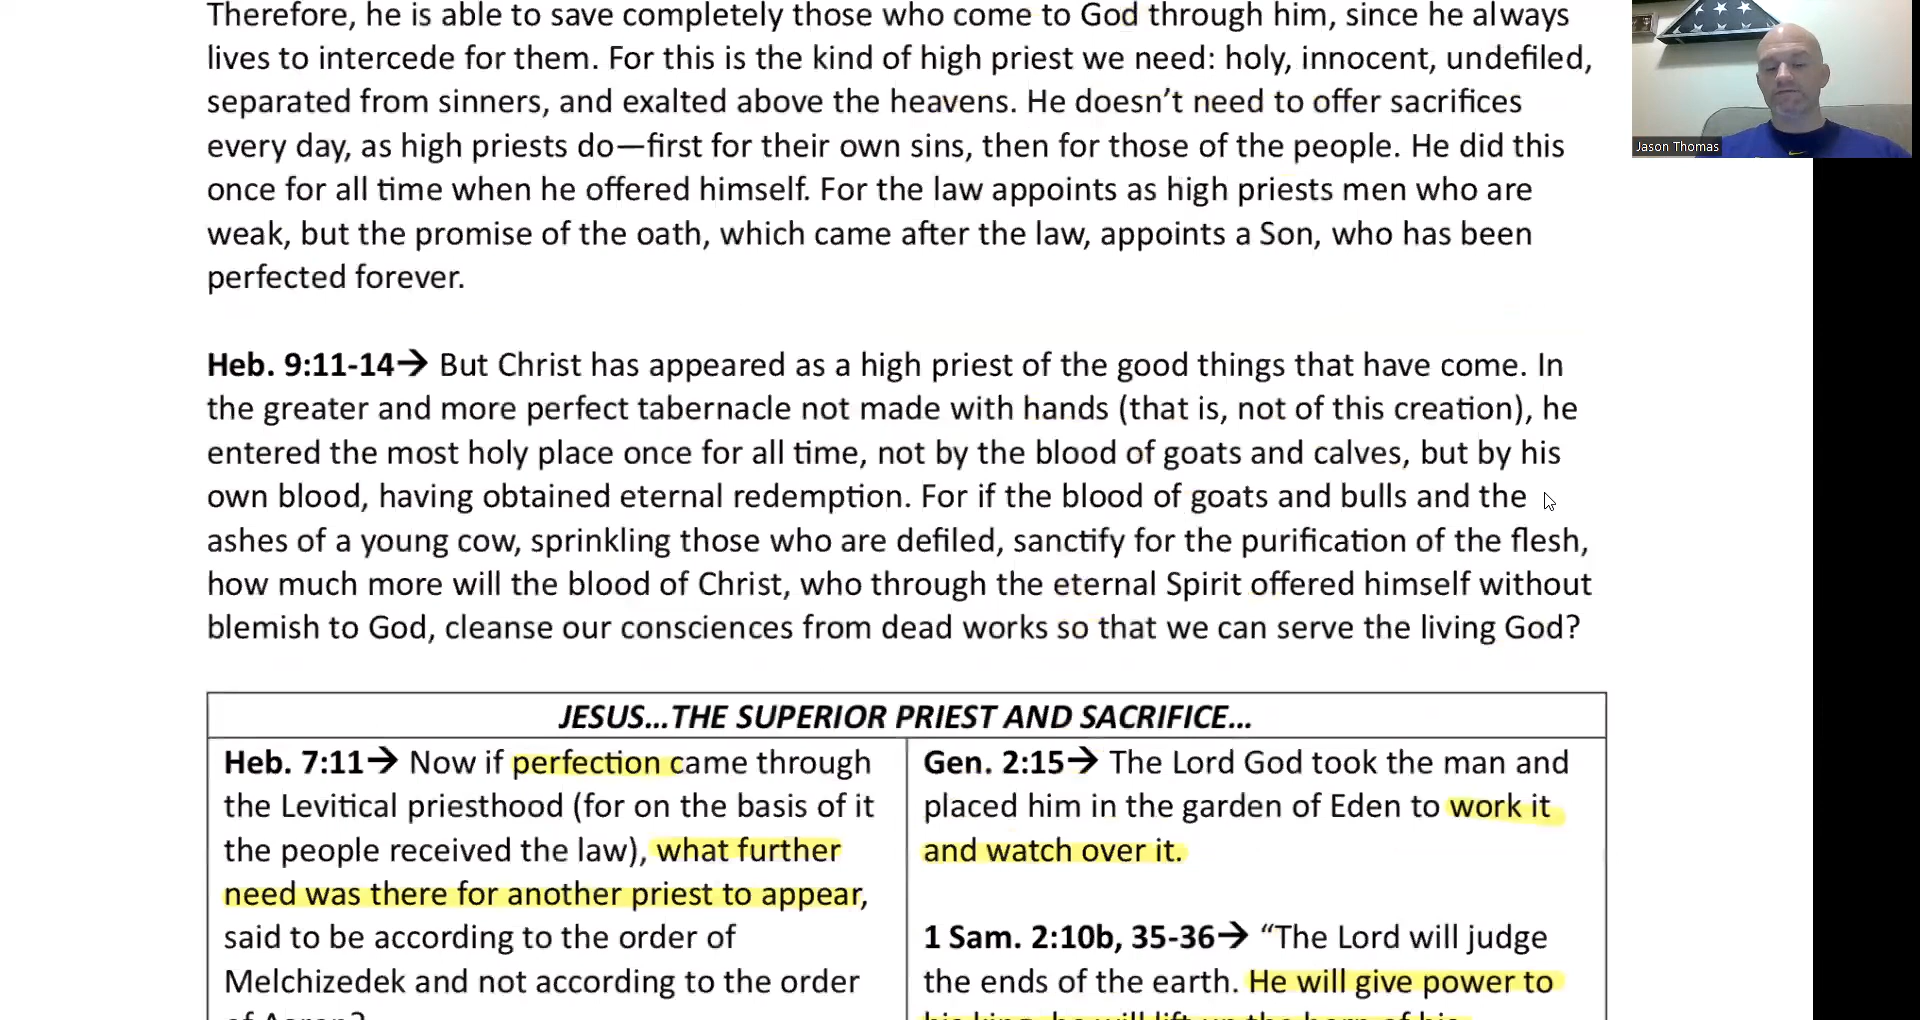 Therefore, he is able to save completely those who come to God through him, since he always
lives to intercede for them. For this is the kind of high priest we need: holy, innocent, undefiled,
separated from sinners, and exalted above the heavens. He doesn’t need to offer sacrifices
every day, as high priests do—first for their own sins, then for those of the people. He did this
once for all time when he offered himself. For the law appoints as high priests men who are
weak, but the promise of the oath, which came after the law, appoints a Son, who has been
perfected forever.
Heb. 9:11-14→ But Christ has appeared as a high priest of the good things that have come. In
the greater and more perfect tabernacle not made with hands (that is, not of this creation), he
entered the most holy place once for all time, not by the blood of goats and calves, but by his
own blood, having obtained eternal redemption. For if the blood of goats and bulls and the
ashes of a young cow, sprinkling those who are defiled, sanctify for the purification of the flesh,
how much more will the blood of Christ, who through the eternal Spirit offered himself without
blemish to God, cleanse our consciences from dead works so that we can serve the living God?
JESUS...THE SUPERIOR PRIEST AND SACRIFICE...
Heb. 7:11→ Now if perfection came through
the Levitical priesthood (for on the basis of it
the people received the law), what further
need was there for another priest to appear,
said to be according to the order of
Melchizedek and not according to the order
of Aaron?
Gen. 2:15→ The Lord God took the man and
placed him in the garden of Eden to work it
and watch over it.
1 Sam. 2:10b, 35-36→ “The Lord will judge
the ends of the earth. He will give power to
his king; he will lift up the horn of his
Jason Thomas